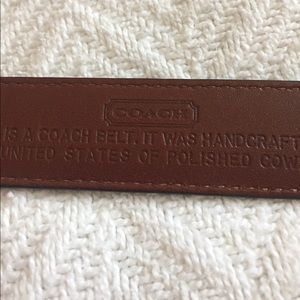 COACH
IS A COACH BELT. IT WAS HANDCRAFT
UNITED STATES OF POLISHED COW